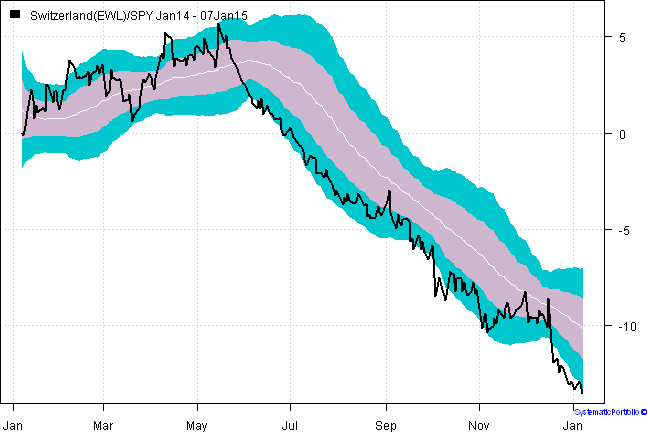 Switzerland(EWL)/SPY Jan14 - 07Jan15
5
0
-5
-10
SystematicPortfolio ©
Jan Mar May Jul Sep Nov Jan